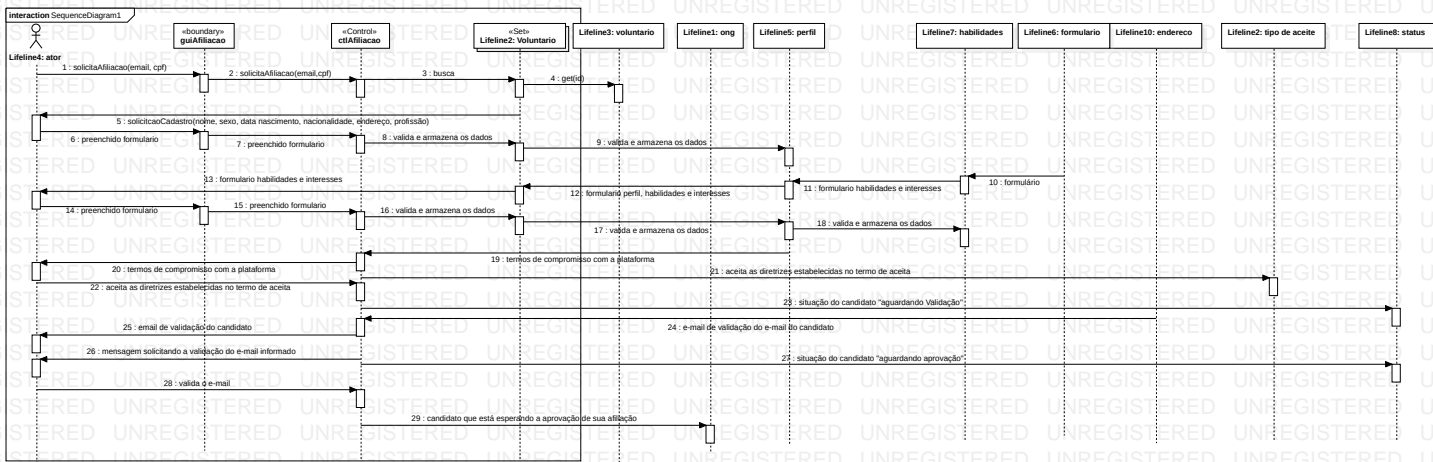 interaction SequenceDiagram1
«boundary»
guiAfiliacao
«Control»
ctlAfiliacao
«Set»
Lifeline2: Voluntario
Lifeline3: voluntario
Lifeline1: ong
Lifeline5: perfil
Lifeline7: habilidades
Lifeline6: formulario
Lifeline10: endereco
Lifeline2: tipo de aceite
Lifeline8: status
Lifeline4: ator
1 : solicitaAfiliacao(email, cpf)
2 : solicitaAfiliacao(email,cpf)
3 : busca
4 : get(id)
5 : solicitcaoCadastro(nome, sexo, data nascimento, nacionalidade, endereço, profissão)
6 : preenchido formulario
7 : preenchido formulario
8 : valida e armazena os dados
9 : valida e armazena os dados
10 : formulário
11 : formulario habilidades e interesses
12 : formulario perfil, habilidades e interesses
13 : formulario habilidades e interesses
14 : preenchido formulario
15 : preenchido formulario
16 : valida e armazena os dados
17 : valida e armazena os dados
18 : valida e armazena os dados
19 : termos de compromisso com a plataforma
20 : termos de compromisso com a plataforma
21 : aceita as diretrizes estabelecidas no termo de aceita
22 : aceita as diretrizes estabelecidas no termo de aceita
23 : situação do candidato "aguardando Validação"
24 : e-mail de validação do e-mail do candidato
25 : email de validação do candidato
26 : mensagem solicitando a validação do e-mail informado
27 : situação do candidato "aguardando aprovação"
28 : valida o e-mail
29 : candidato que está esperando a aprovação de sua afiliação
UNREGISTERED